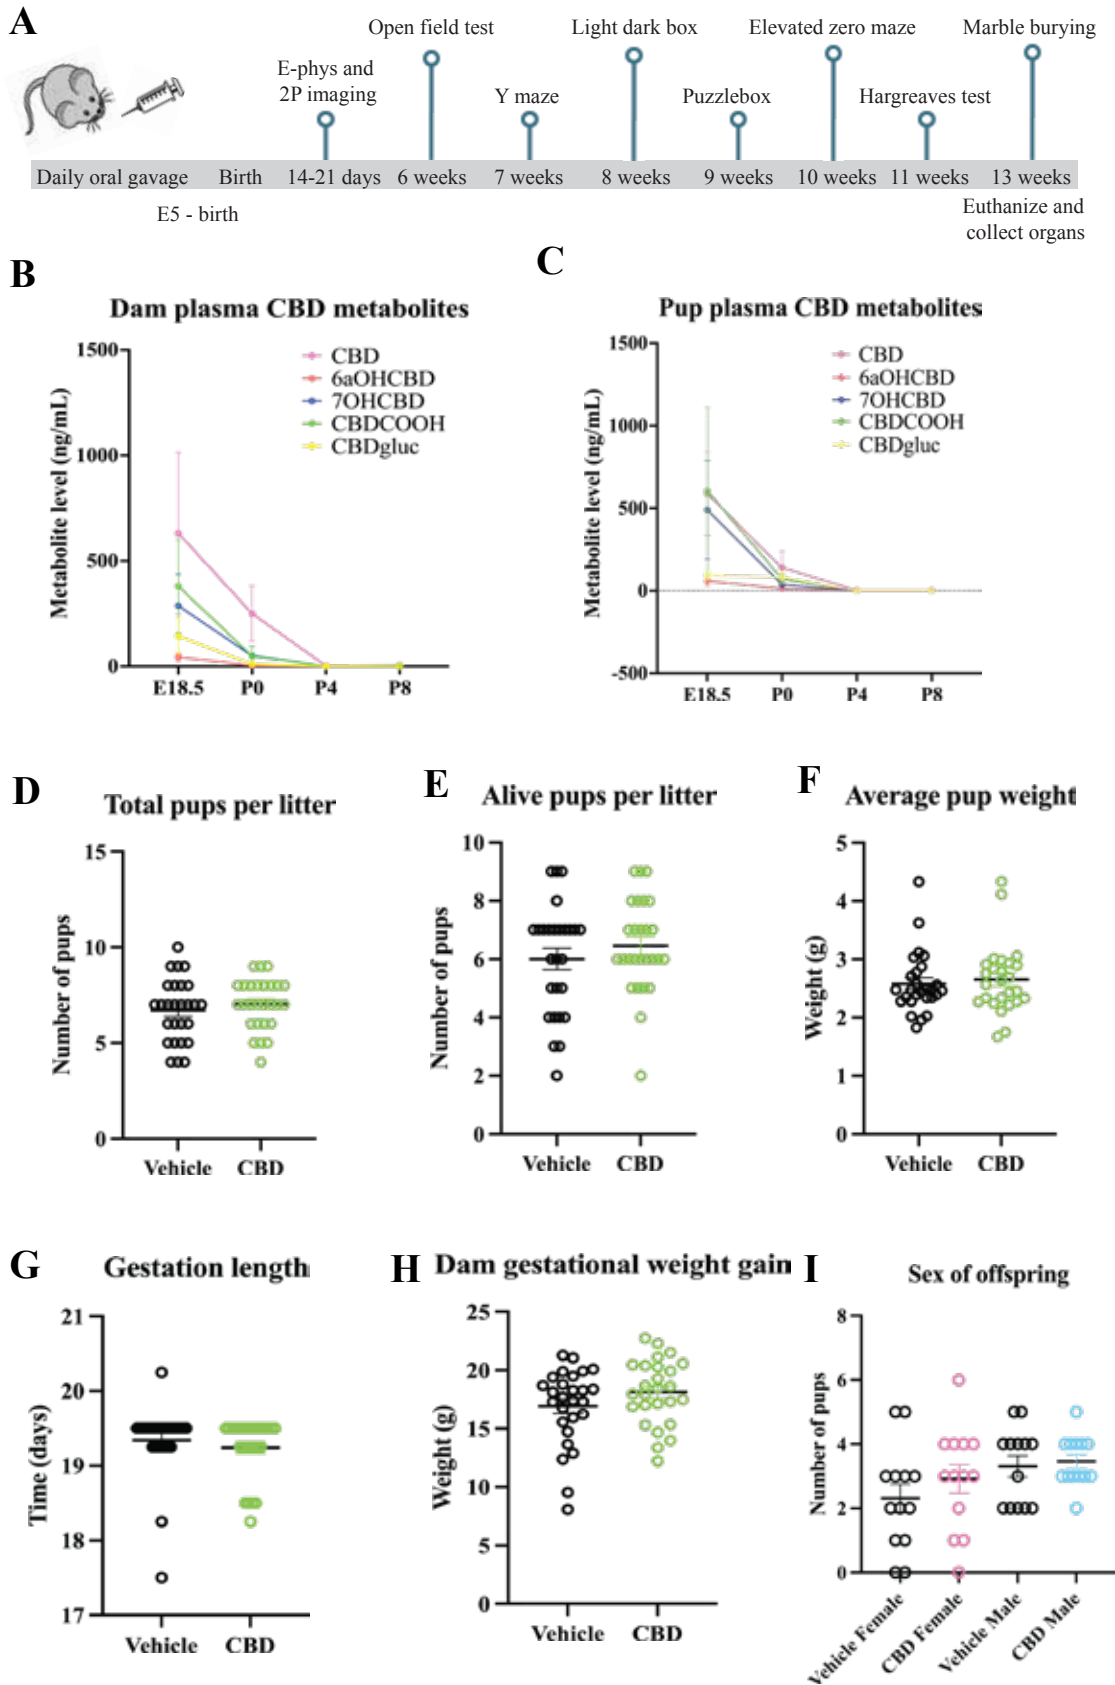 A
Open field test
Light dark box
Elevated zero maze
Marble burying
E-phys and
2P imaging
Y maze
Puzzlebox
Hargreaves test
Daily oral gavage
Birth
14-21 days
6 weeks
7 weeks
8 weeks
9 weeks
10 weeks
11 weeks
13 weeks
E5 - birth
Euthanize and
collect organs
B
Dam plasma CBD metabolites
Metabolite level (ng/mL)
1500
1000
500
0
CBD
6aOHCBD
7OHCBD
CBDCOOH
CBDgluc
E18.5
P0
P4
P8
C
Pup plasma CBD metabolites
Metabolite level (ng/mL)
1500
1000
500
0
-500
CBD
6aOHCBD
7OHCBD
CBDCOOH
CBDgluc
E18.5
P0
P4
P8
D
Total pups per litter
Number of pups
15
10
5
0
Vehicle
CBD
E
Alive pups per litter
Number of pups
10
8
6
4
2
0
Vehicle
CBD
F
Average pup weight
Weight (g)
5
4
3
2
1
0
Vehicle
CBD
G
Gestation length
Time (days)
21
20
19
18
17
Vehicle
CBD
H
Dam gestational weight gain
Weight (g)
25
20
15
10
5
0
Vehicle
CBD
I
Sex of offspring
Number of pups
8
6
4
2
0
Vehicle Female
CBD Female
Vehicle Male
CBD Male